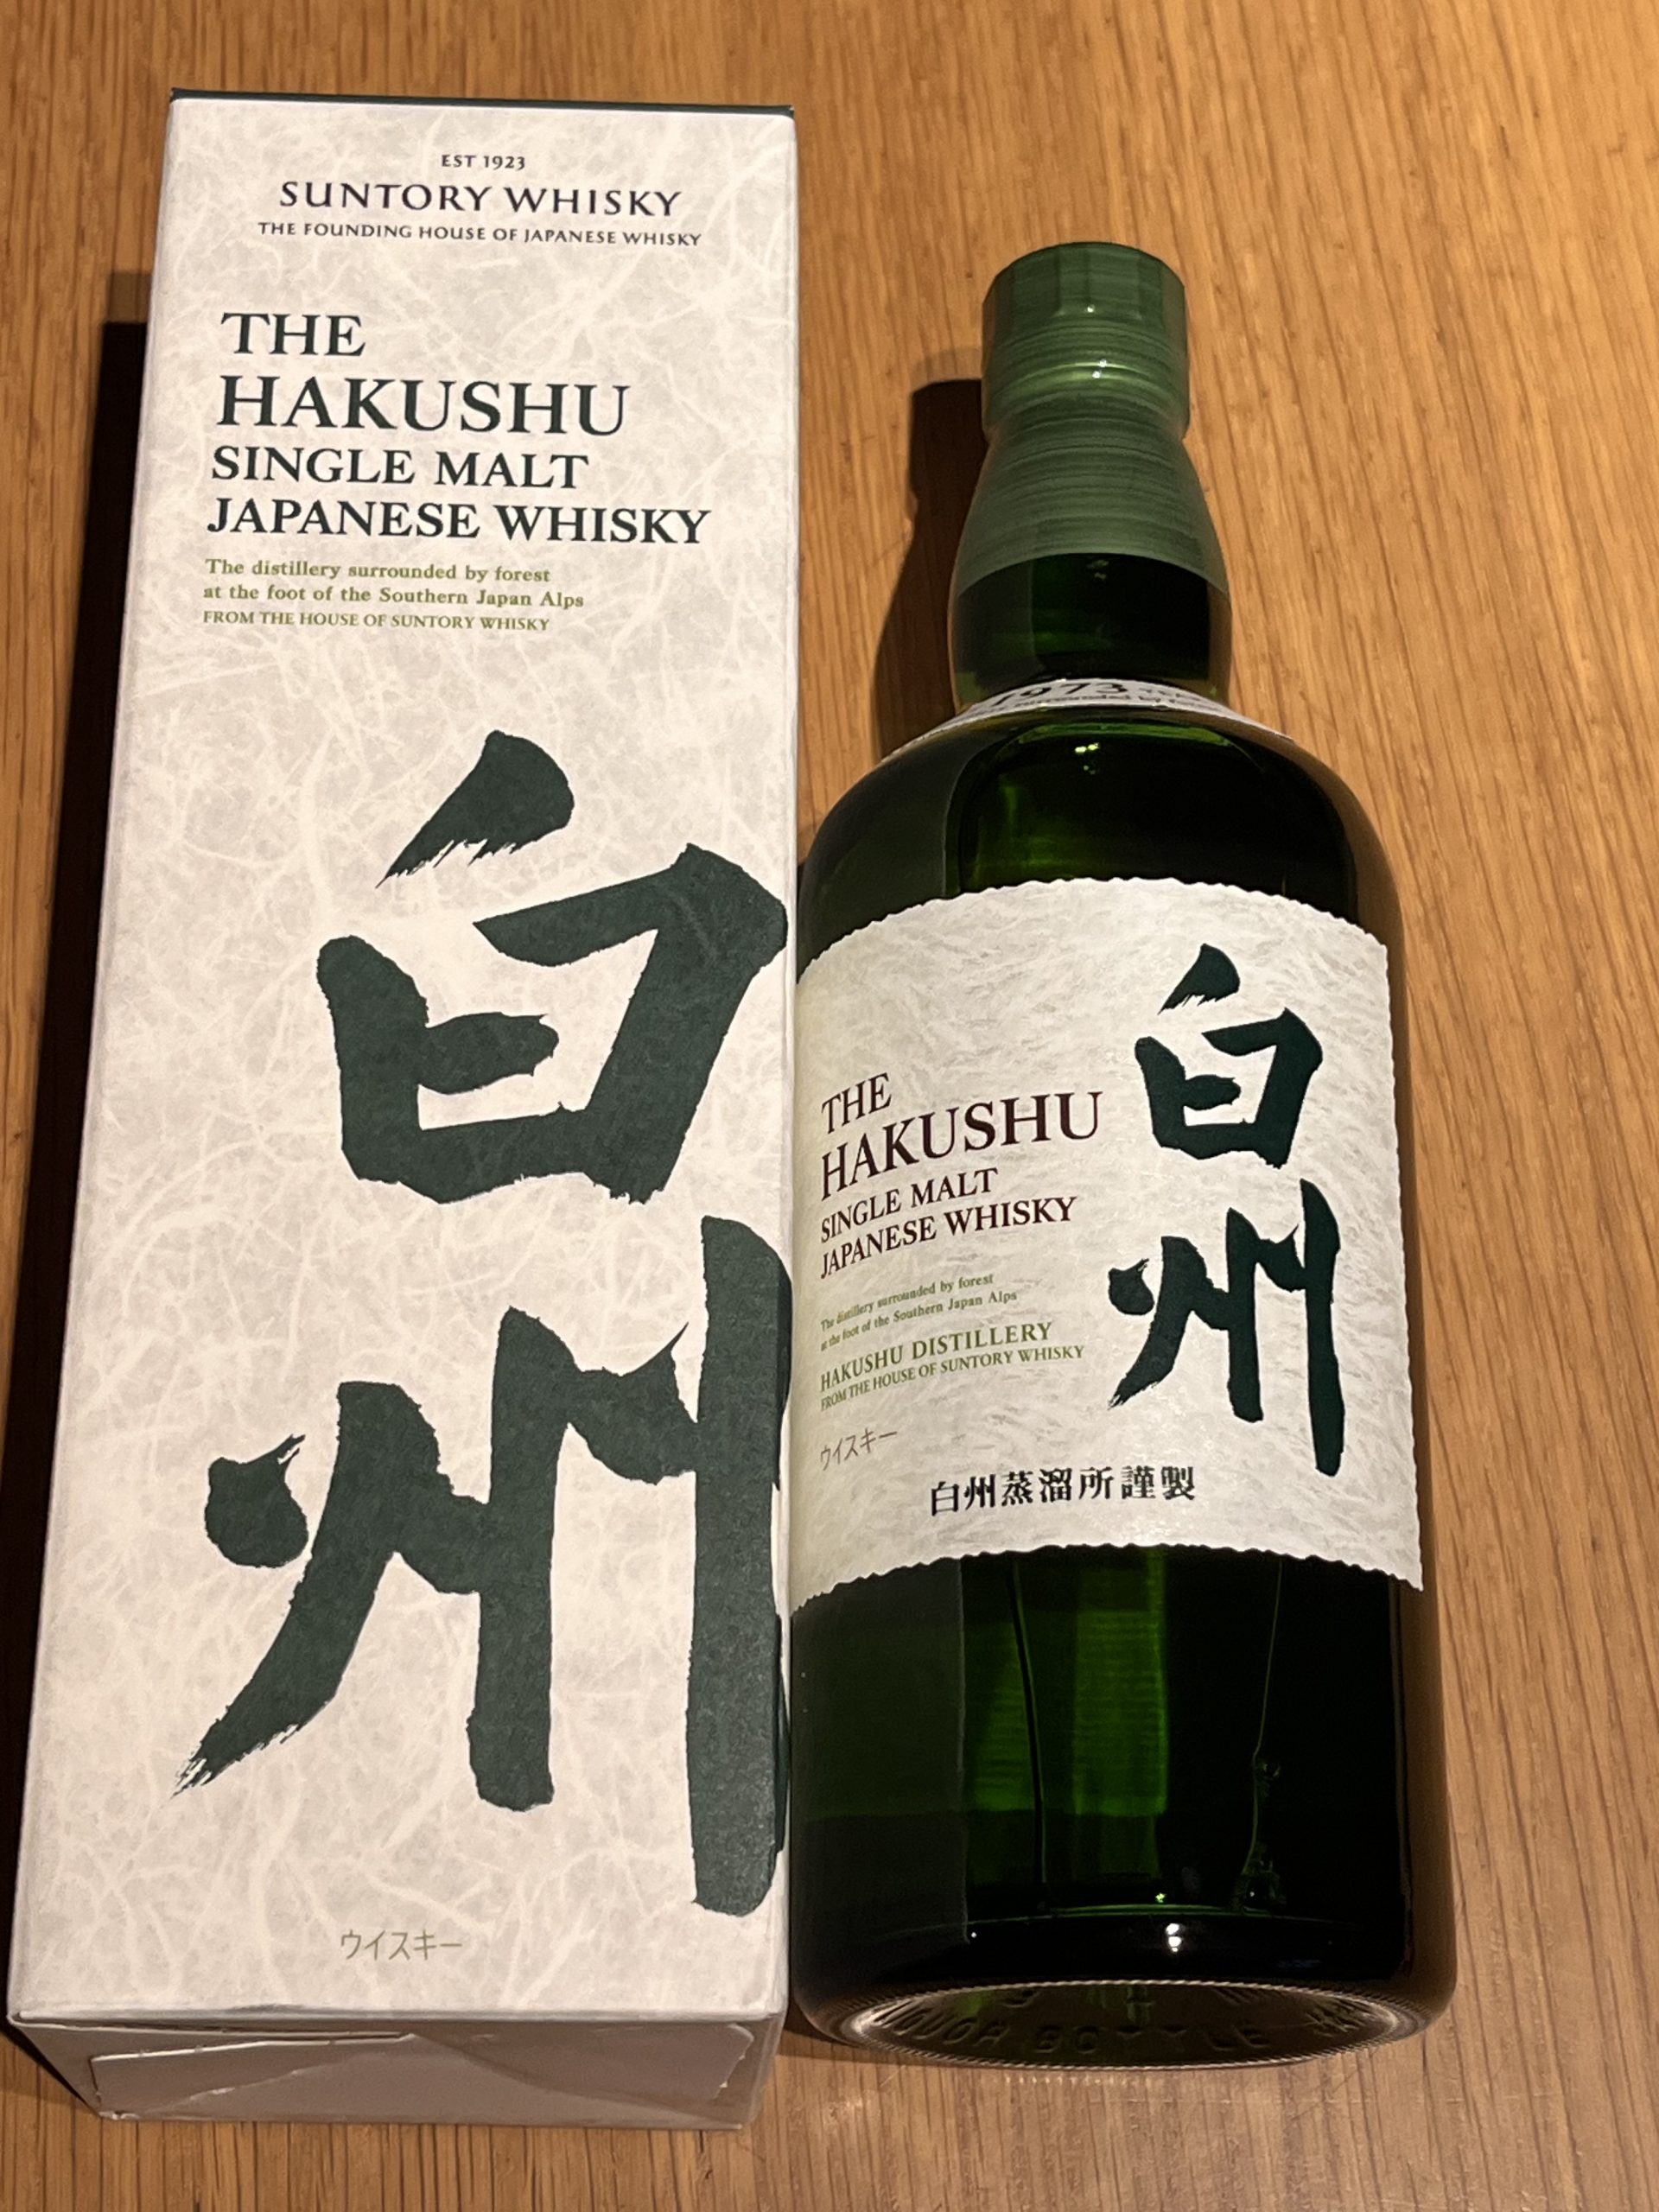 EST 1923
SUNTORY WHISKY
THE FOUNDING HOUSE OF JAPANESE WHISKY
THE
HAKUSHU
SINGLE MALT
JAPANESE WHISKY
The distillery surrounded by forest
at the foot of the Southern Japan Alps
FROM THE HOUSE OF SUNTORY WHISKY
白州
ウイスキー
1973
surrounded by
白州
THE
HAKUSHU
SINGLE MALT
JAPANESE WHISKY
The distillery surrounded by forest
at the foot of the Southern Japan Alps
HAKUSHU DISTILLERY
FROM THE HOUSE OF SUNTORY WHISKY
ウイスキー
白州蒸溜所謹製
BOTTLE